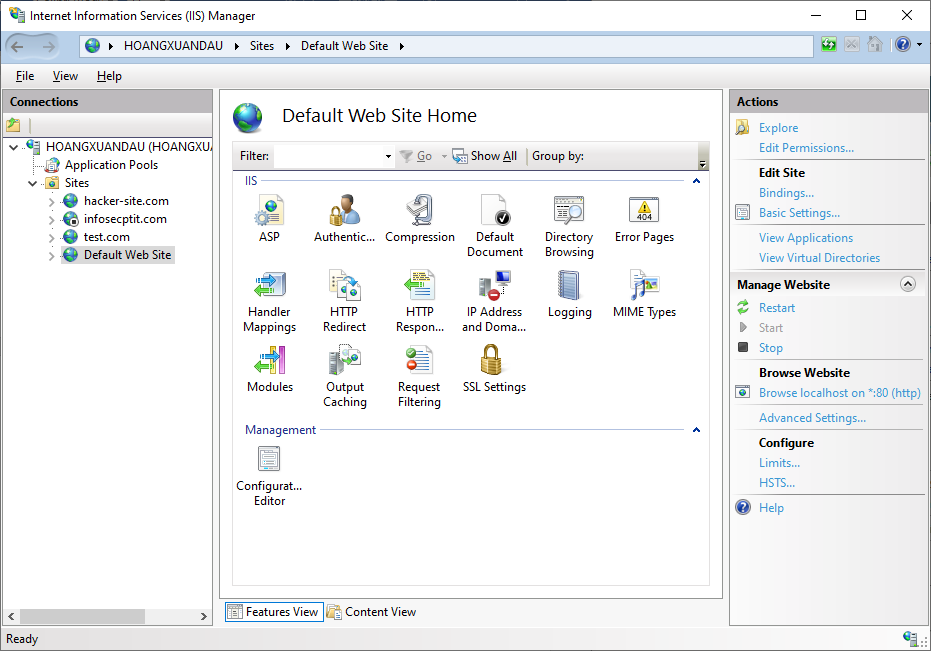 Internet Information Services (IIS) Manager
HOANGXUANDAU Sites Default Web Site
File View Help
Connections
HOANGXUANDAU (HOANGXUA
Application Pools
Sites
hacker-site.com
infosecptit.com
test.com
Default Web Site
Default Web Site Home
Filter: Go Show All Group by:
IIS
ASP
Authentic...
Compression
Default
Document
Directory
Browsing
Error Pages
404
Handler
Mappings
HTTP
Redirect
HTTP
Respon...
IP Address
and Doma...
Logging
MIME Types
Modules
Output
Caching
Request
Filtering
SSL Settings
Management
Configurat...
Editor
Features View Content View
Actions
Explore
Edit Permissions...
Edit Site
Bindings...
Basic Settings...
View Applications
View Virtual Directories
Manage Website
Restart
Start
Stop
Browse Website
Browse localhost on *:80 (http)
Advanced Settings...
Configure
Limits...
HSTS...
Help
Ready